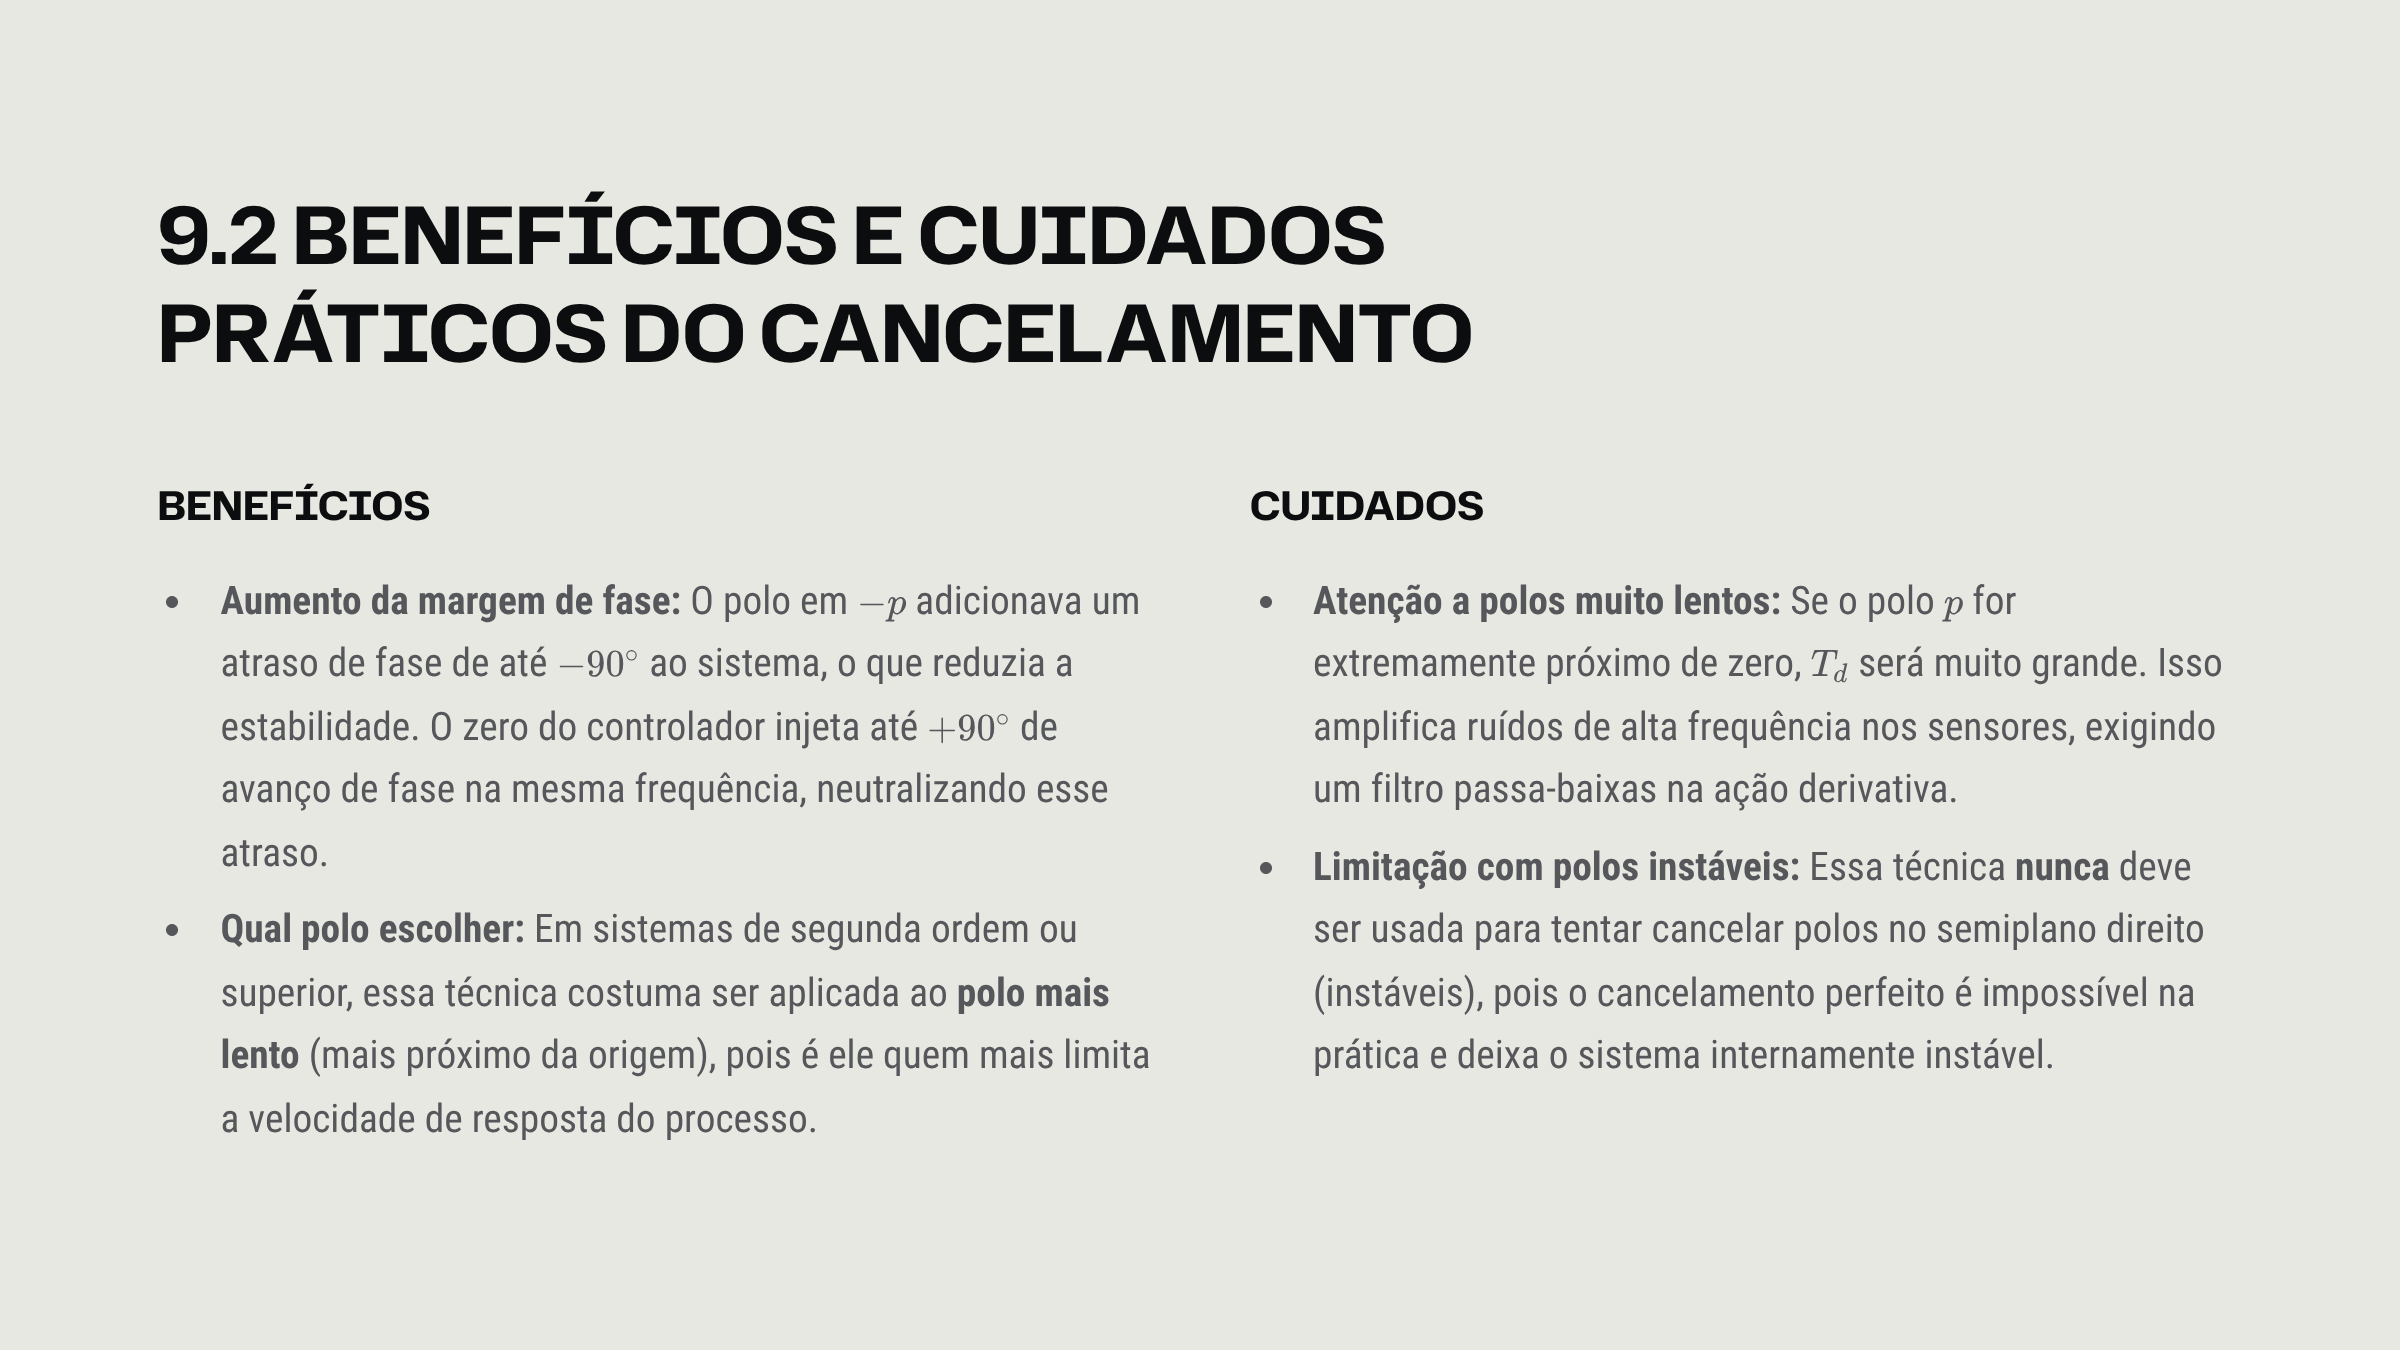 9.2 BENEFÍCIOS E CUIDADOS
PRÁTICOS DO CANCELAMENTO
BENEFÍCIOS
• Aumento da margem de fase: O polo em −p adicionava um
atraso de fase de até −90° ao sistema, o que reduzia a
estabilidade. O zero do controlador injeta até +90° de
avanço de fase na mesma frequência, neutralizando esse
atraso.
• Qual polo escolher: Em sistemas de segunda ordem ou
superior, essa técnica costuma ser aplicada ao polo mais
lento (mais próximo da origem), pois é ele quem mais limita
a velocidade de resposta do processo.
CUIDADOS
• Atenção a polos muito lentos: Se o polo p for
extremamente próximo de zero, T_d será muito grande. Isso
amplifica ruídos de alta frequência nos sensores, exigindo
um filtro passa-baixas na ação derivativa.
• Limitação com polos instáveis: Essa técnica nunca deve
ser usada para tentar cancelar polos no semiplano direito
(instáveis), pois o cancelamento perfeito é impossível na
prática e deixa o sistema internamente instável.